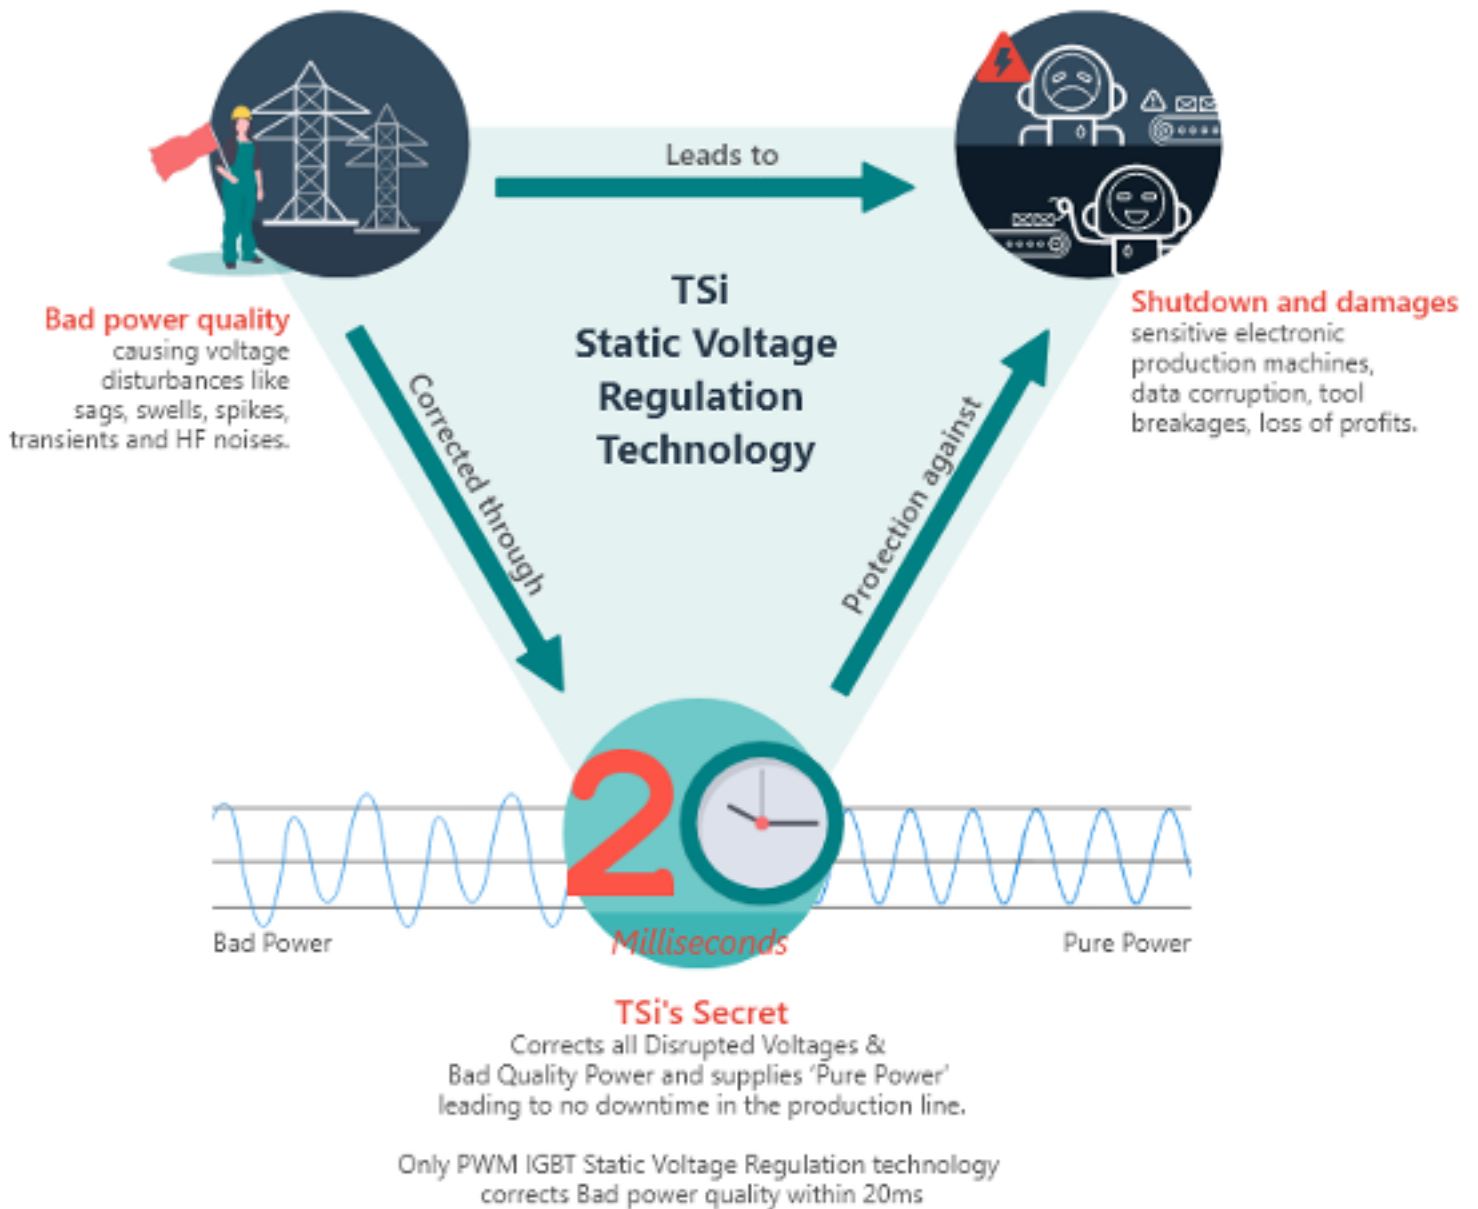 Leads to
TSi
Static Voltage
Regulation
Technology
Bad power quality
causing voltage
disturbances like
sags, swells, spikes,
transients and HF noises.
Shutdown and damages
sensitive electronic
production machines,
data corruption, tool
breakages, loss of profits.
Corrected through
Protection against
20
Milliseconds
Bad Power
Pure Power
TSi's Secret
Corrects all Disrupted Voltages &
Bad Quality Power and supplies ‘Pure Power’
leading to no downtime in the production line.
Only PWM IGBT Static Voltage Regulation technology
corrects Bad power quality within 20ms